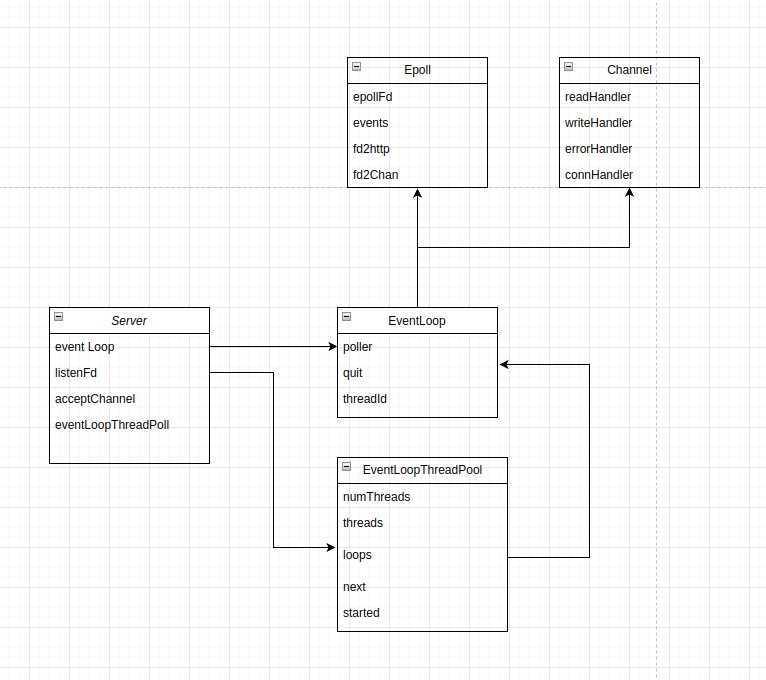 Epoll
epollFd
events
fd2http
fd2Chan
Channel
readHandler
writeHandler
errorHandler
connHandler
Server
event Loop
listenFd
acceptChannel
eventLoopThreadPoll
EventLoop
poller
quit
threadId
EventLoopThreadPool
numThreads
threads
loops
next
started